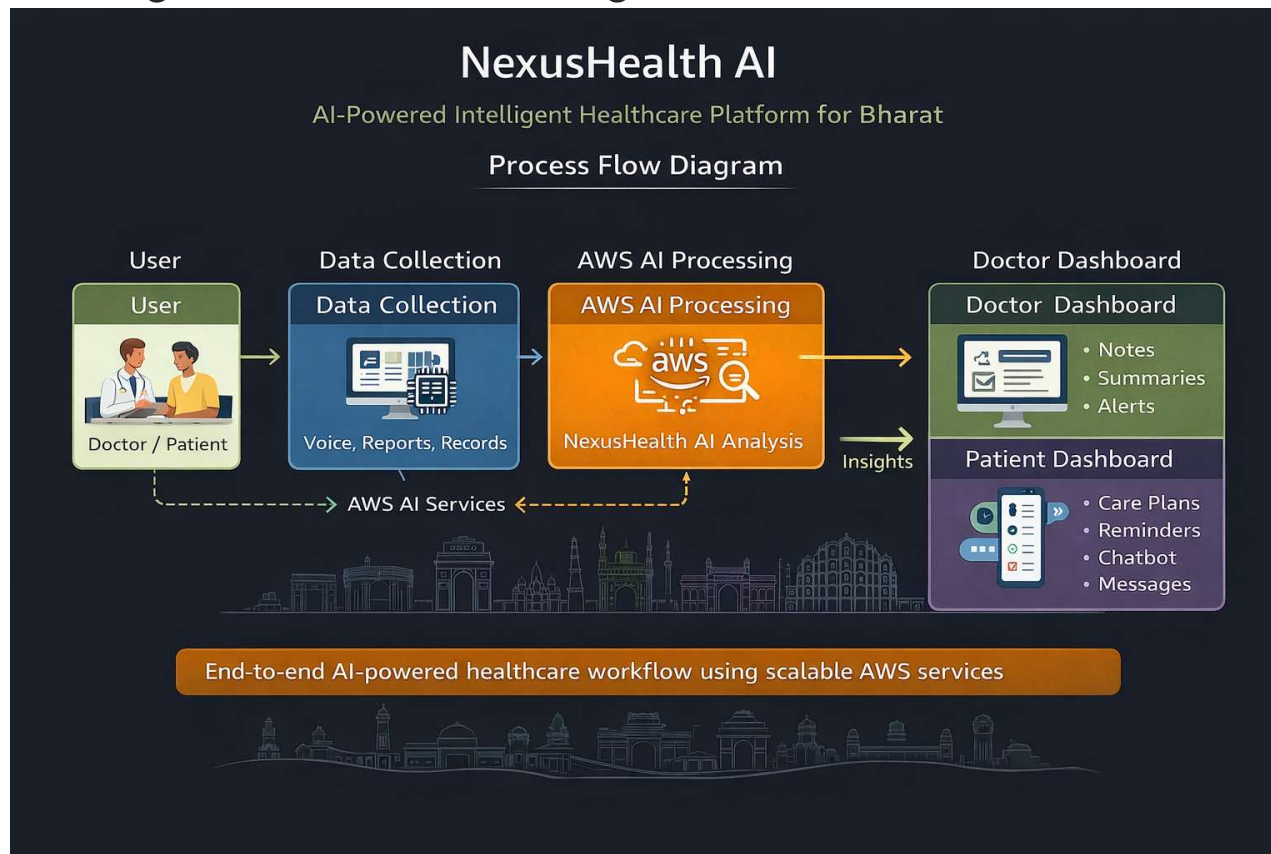 NexusHealth AI
AI-Powered Intelligent Healthcare Platform for Bharat
Process Flow Diagram
User
Data Collection
AWS AI Processing
Doctor Dashboard
User
Doctor / Patient
Data Collection
Voice, Reports, Records
AWS AI Processing
aws
NexusHealth AI Analysis
Insights
AWS AI Services
Doctor Dashboard
• Notes
• Summaries
• Alerts
Patient Dashboard
• Care Plans
• Reminders
• Chatbot
• Messages
End-to-end AI-powered healthcare workflow using scalable AWS services